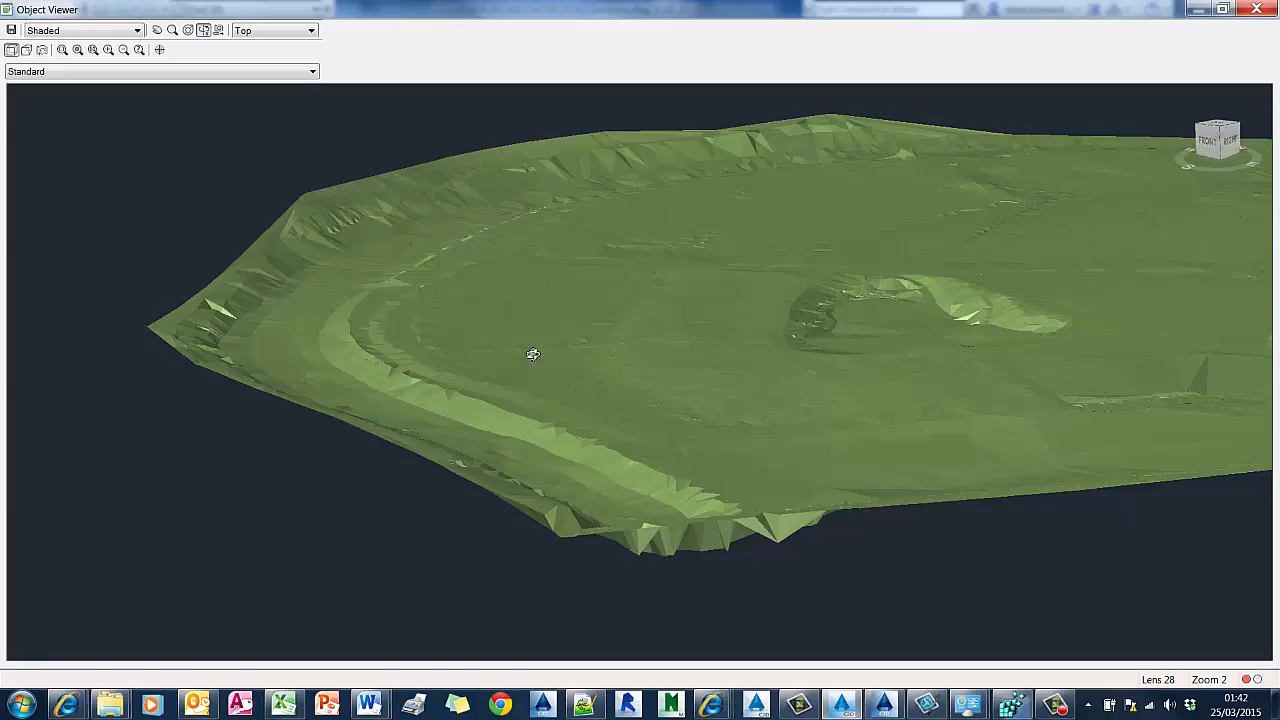 Object Viewer
Shaded
Top
Standard
FRONT
RIGHT
S
E
Lens 28
Zoom 2
01:42
25/03/2015